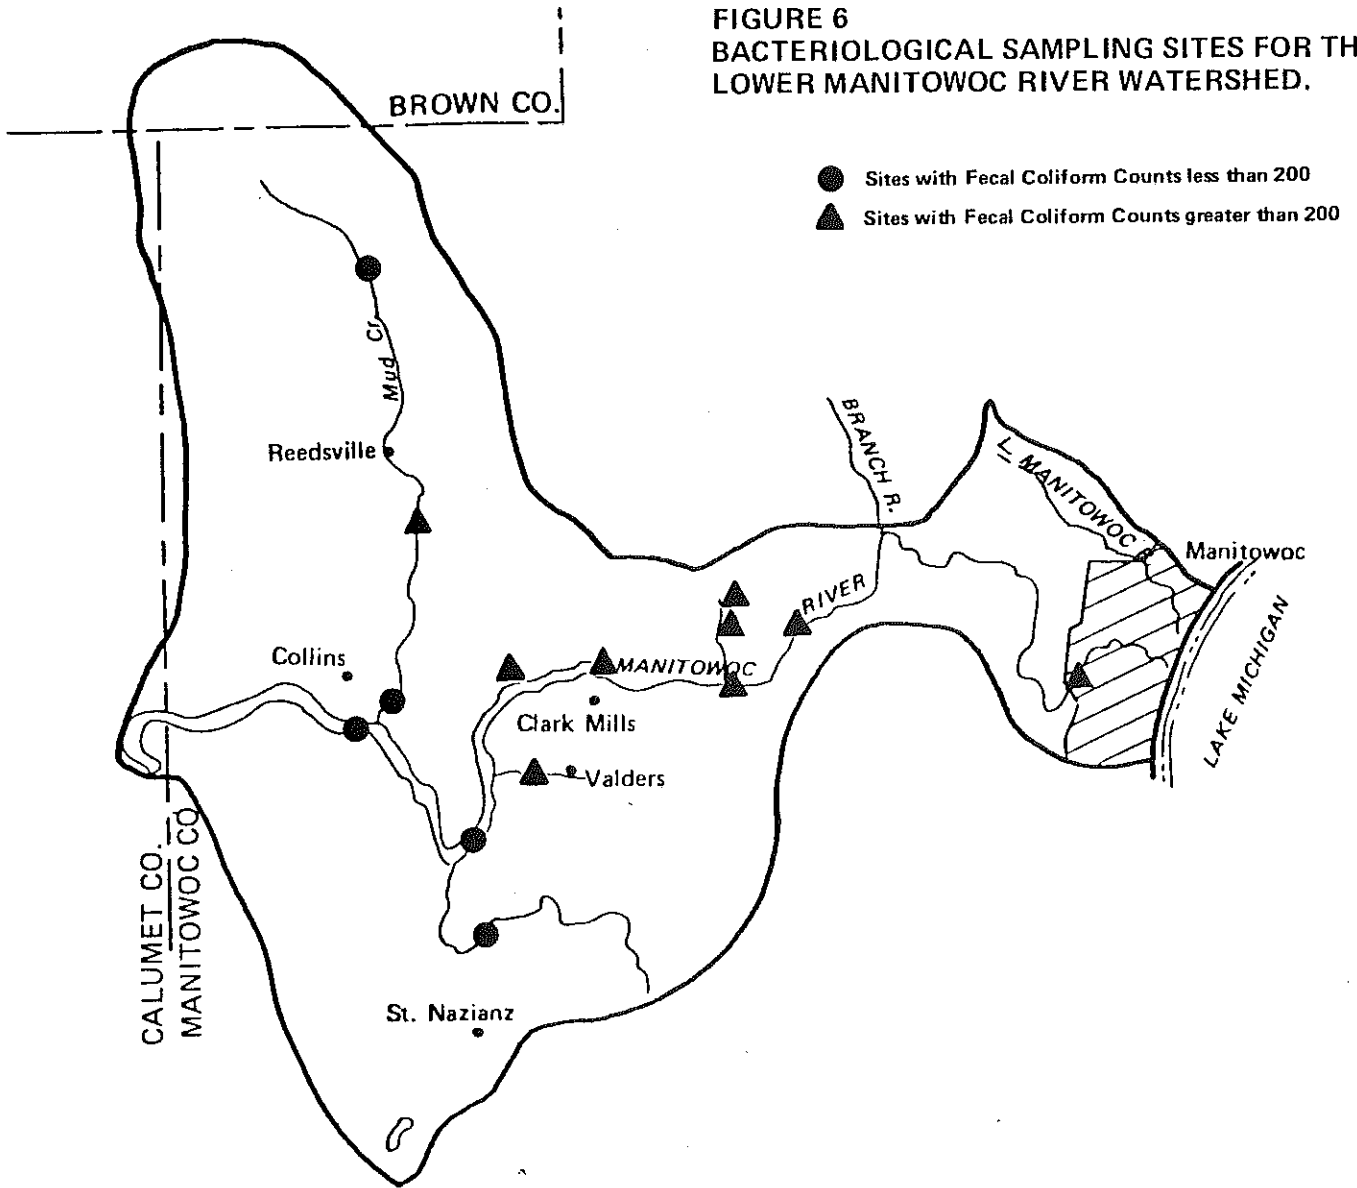 FIGURE 6
BACTERIOLOGICAL SAMPLING SITES FOR TH
LOWER MANITOWOC RIVER WATERSHED.
BROWN CO.
Sites with Fecal Coliform Counts less than 200
Sites with Fecal Coliform Counts greater than 200
Mud Cr
Reedsville
BRANCH R.
L. MANITOWOC R
Manitowoc
RIVER
LAKE MICHIGAN
Collins
MANITOWOC
Clark Mills
Valders
CALUMET CO.
MANITOWOC CO
St. Nazianz